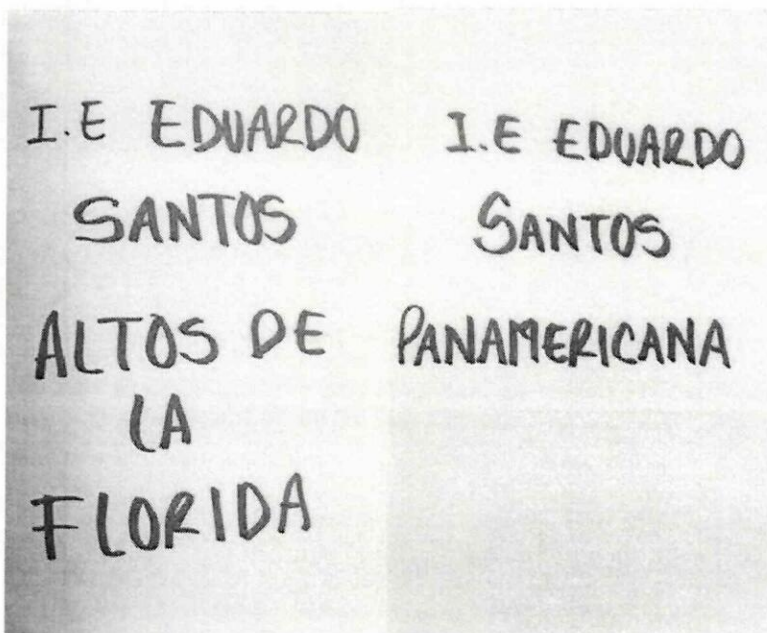 I.E EDUARDO
SANTOS
ALTOS DE
LA
FLORIDA
I.E EDUARDO
SANTOS
PANAMERICANA